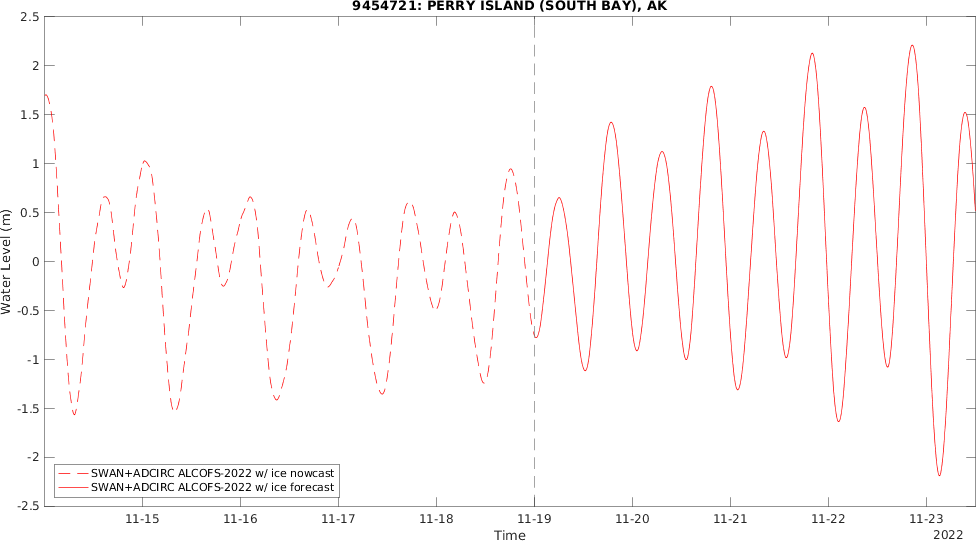 9454721: PERRY ISLAND (SOUTH BAY), AK
2.5
2
1.5
1
0.5
0
-0.5
-1
-1.5
-2
-2.5
Water Level (m)
SWAN+ADCIRC ALCOFS-2022 w/ ice nowcast
SWAN+ADCIRC ALCOFS-2022 w/ ice forecast
11-15 11-16 11-17 11-18 11-19 11-20 11-21 11-22 11-23
Time
2022